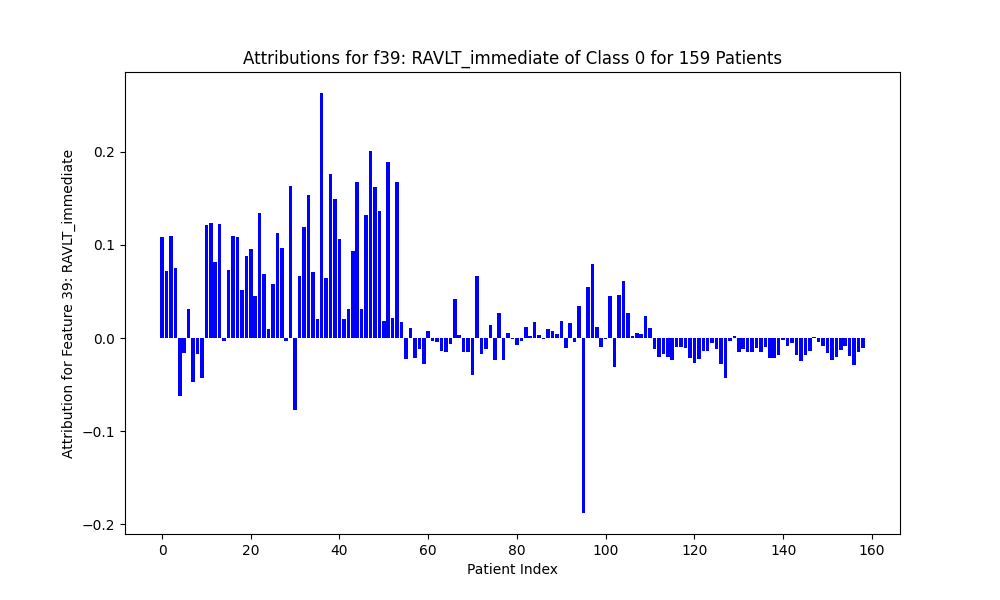 Attributions for f39: RAVLT_immediate of Class 0 for 159 Patients
Attribution for Feature 39: RAVLT_immediate
0.2
0.1
0.0
−0.1
−0.2
0 20 40 60 80 100 120 140 160
Patient Index